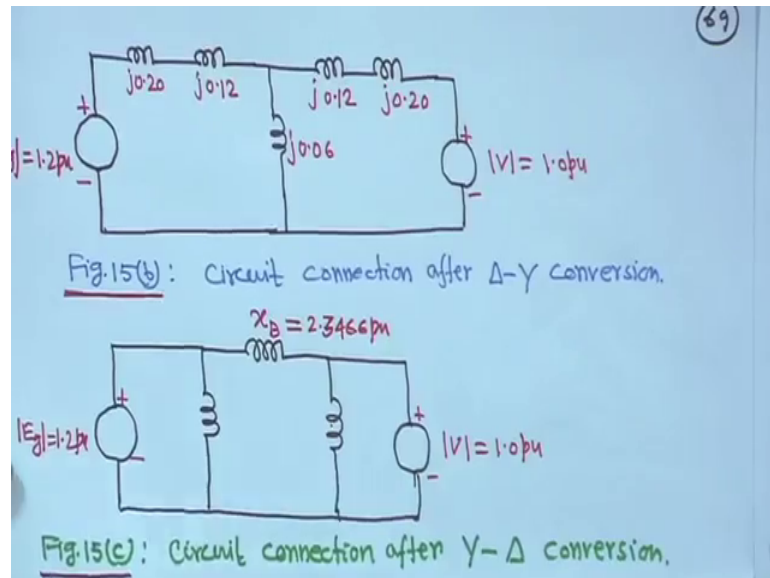 69
j0.20 j0.12 j0.12 j0.20
+ +
j0.06
|=1.2pu |V|= 1.0pu
- -
Fig.15(b): Circuit connection after Δ-Y conversion.
x_B = 2.3466pu
+ +
|Eg|=1.2pu |V|=1.0pu
- -
Fig.15(c): Circuit connection after Y-Δ conversion.